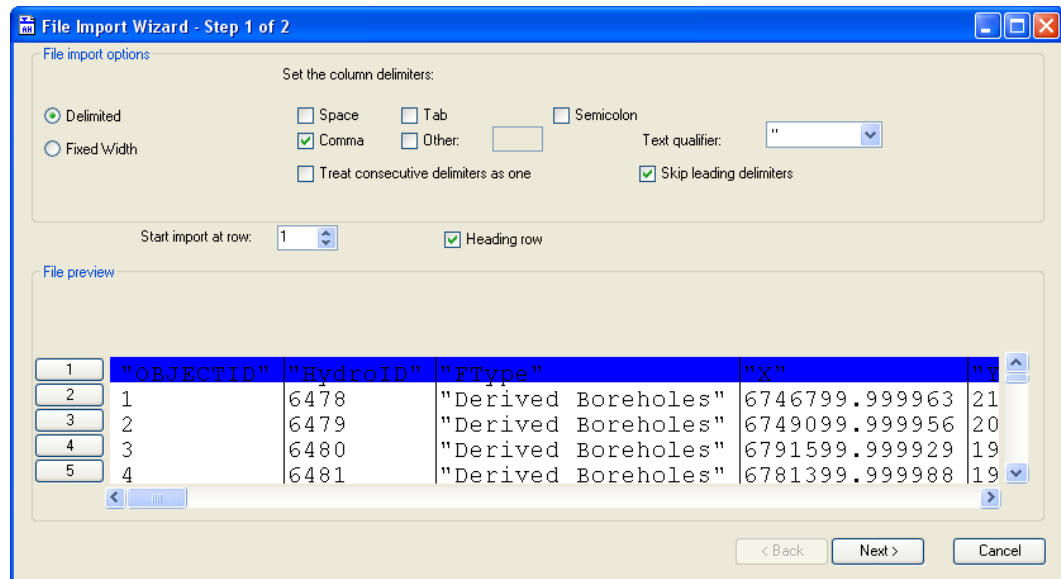 File Import Wizard - Step 1 of 2
File import options
Set the column delimiters:
Delimited
Space
Tab
Semicolon
Fixed Width
Comma
Other:
Text qualifier:
"
Treat consecutive delimiters as one
Skip leading delimiters
Start import at row:
1
Heading row
File preview
1 "OBJECTID" "HydroID" "FType" "X" "Y
2 1 6478 "Derived Boreholes" 6746799.999963 21
3 2 6479 "Derived Boreholes" 6749099.999956 20
4 3 6480 "Derived Boreholes" 6791599.999929 19
5 4 6481 "Derived Boreholes" 6781399.999988 19
< Back
Next >
Cancel